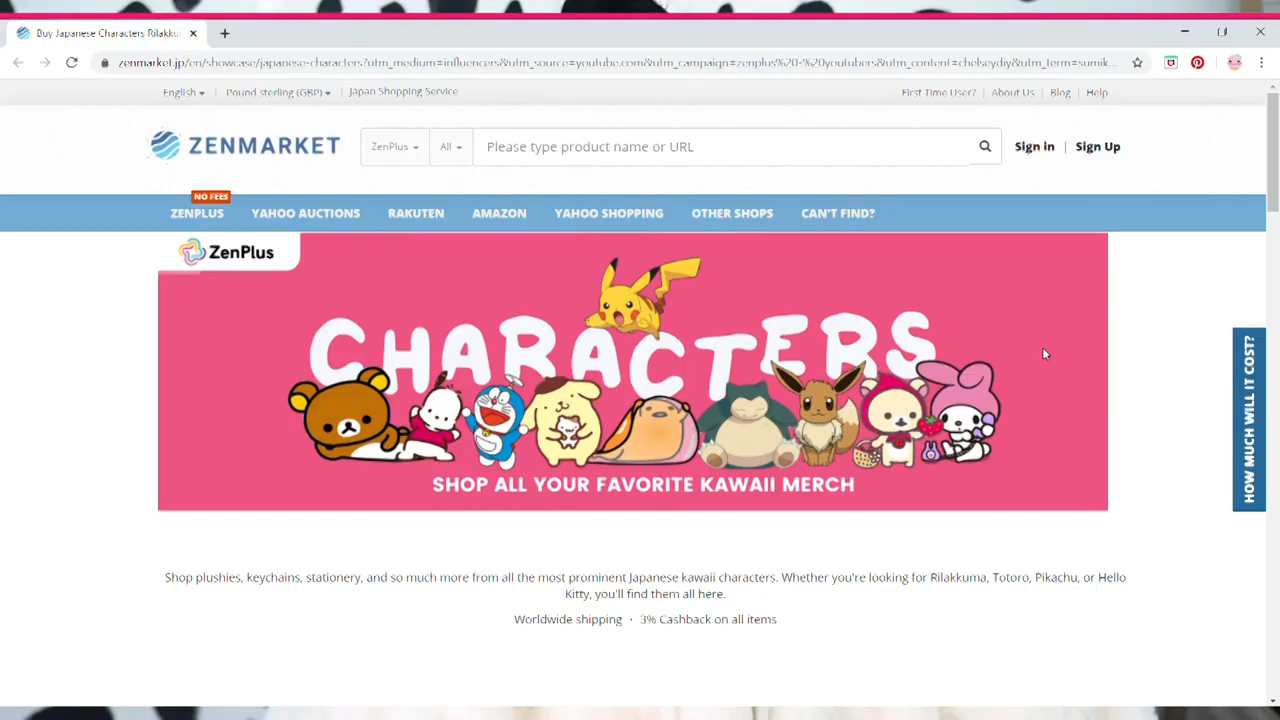 Buy Japanese Characters Rilakku
zenmarket.jp/en/showcase/japanese-characters?utm_medium=influencers&utm_source=youtube.com&utm_campaign=zenplus%20-%20youtubers&utm_content=chelseydiy&utm_term=sumik...
English Pound sterling (GBP) Japan Shopping Service First Time User? About Us Blog Help
ZENMARKET ZenPlus All Please type product name or URL Sign in | Sign Up
NO FEES
ZENPLUS YAHOO AUCTIONS RAKUTEN AMAZON YAHOO SHOPPING OTHER SHOPS CAN'T FIND?
ZenPlus
CHARACTERS
SHOP ALL YOUR FAVORITE KAWAII MERCH
HOW MUCH WILL IT COST?
Shop plushies, keychains, stationery, and so much more from all the most prominent Japanese kawaii characters. Whether you're looking for Rilakkuma, Totoro, Pikachu, or Hello
Kitty, you'll find them all here.
Worldwide shipping · 3% Cashback on all items